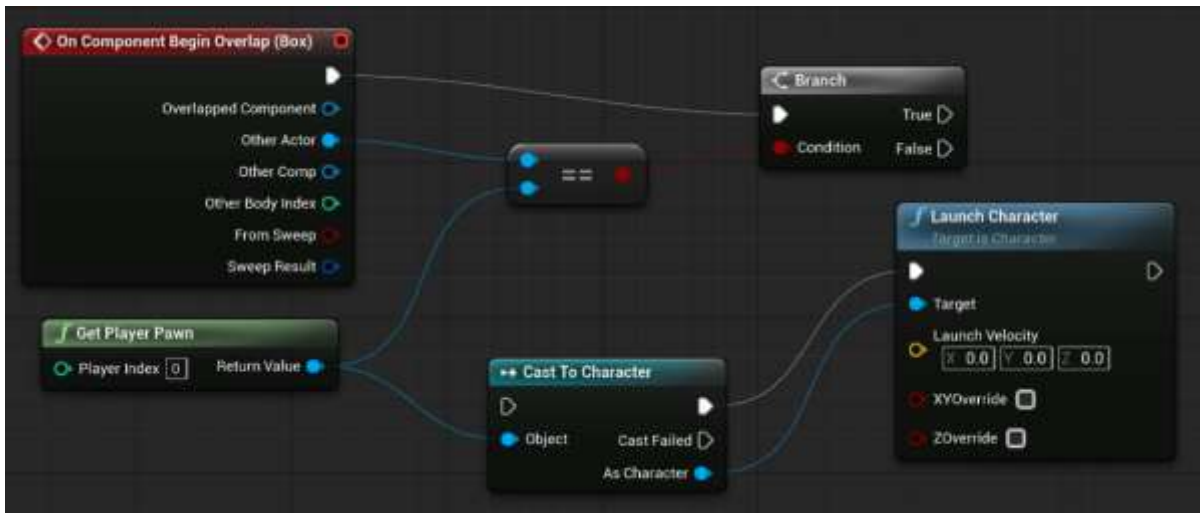 On Component Begin Overlap (Box)
Overlapped Component
Other Actor
Other Comp
Other Body Index
From Sweep
Sweep Result
Get Player Pawn
Player Index 0
Return Value
==
Branch
True
Condition
False
Cast To Character
Object
Cast Failed
As Character
Launch Character
Target is Character
Target
Launch Velocity
X 0.0 Y 0.0 Z 0.0
XYOverride
ZOverride